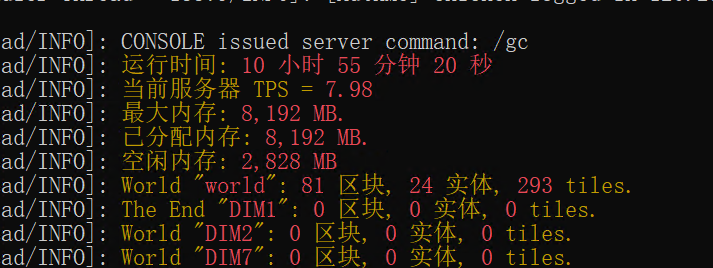 ad/INFO]: CONSOLE issued server command: /gc
ad/INFO]: 运行时间: 10 小时 55 分钟 20 秒
ad/INFO]: 当前服务器 TPS = 7.98
ad/INFO]: 最大内存: 8,192 MB.
ad/INFO]: 已分配内存: 8,192 MB.
ad/INFO]: 空闲内存: 2,828 MB
ad/INFO]: World "world": 81 区块, 24 实体, 293 tiles.
ad/INFO]: The End "DIM1": 0 区块, 0 实体, 0 tiles.
ad/INFO]: World "DIM2": 0 区块, 0 实体, 0 tiles.
ad/INFO]: World "DIM7": 0 区块, 0 实体, 0 tiles.